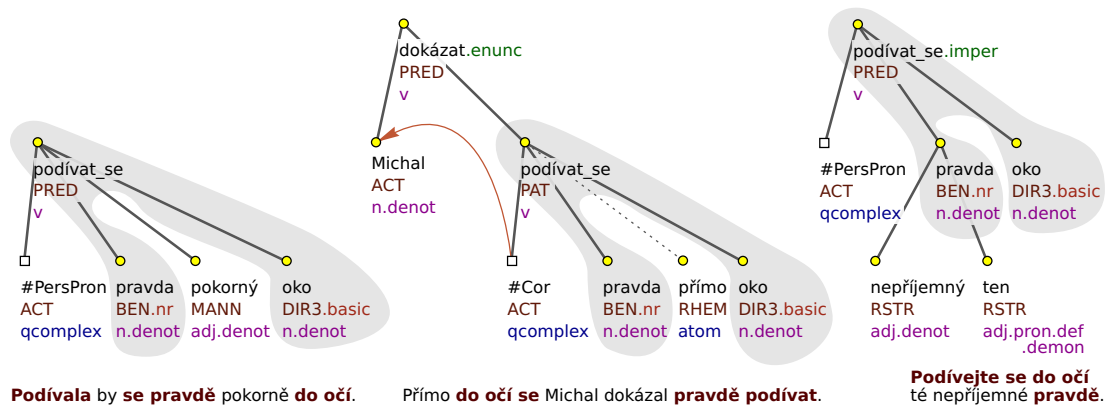 podívat_se
PRED
v
#PersPron
ACT
qcomplex
pravda
BEN.nr
n.denot
pokorný
MANN
adj.denot
oko
DIR3.basic
n.denot
Podívala by se pravdě pokorně do očí.
dokázat.enunc
PRED
v
Michal
ACT
n.denot
podívat_se
PAT
v
#Cor
ACT
qcomplex
pravda
BEN.nr
n.denot
přímo
RHEM
atom
oko
DIR3.basic
n.denot
Přímo do očí se Michal dokázal pravdě podívat.
podívat_se.imper
PRED
v
#PersPron
ACT
qcomplex
pravda
BEN.nr
n.denot
oko
DIR3.basic
n.denot
nepříjemný
RSTR
adj.denot
ten
RSTR
adj.pron.def
.demon
Podívejte se do očí
té nepříjemné pravdě.